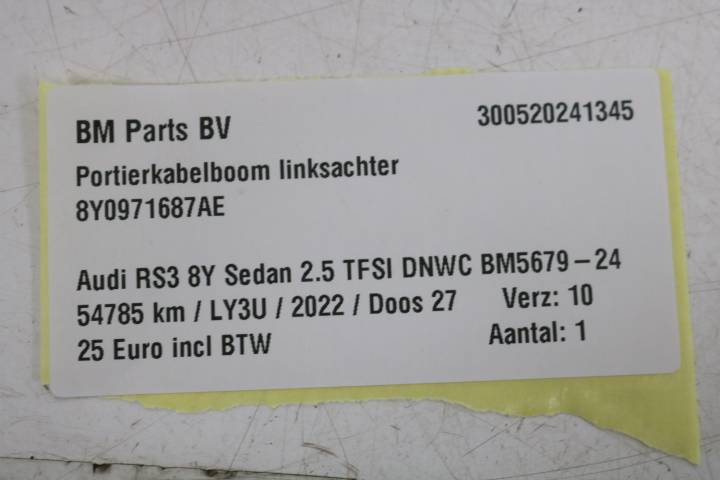 BM Parts BV 300520241345
Portierkabelboom linksachter
8Y0971687AE
Audi RS3 8Y Sedan 2.5 TFSI DNWC BM5679-24
54785 km / LY3U / 2022 / Doos 27 Verz: 10
25 Euro incl BTW Aantal: 1